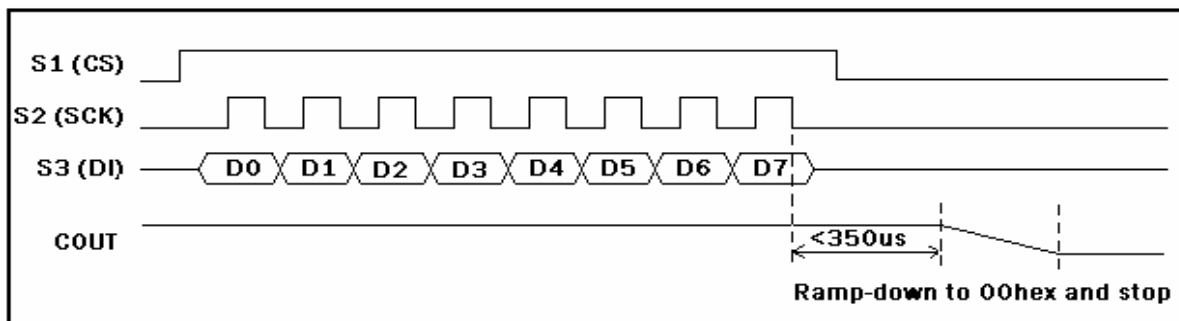 S1 (CS)
S2 (SCK)
S3 (DI) D0 D1 D2 D3 D4 D5 D6 D7
COUT <350us
Ramp-down to 00hex and stop